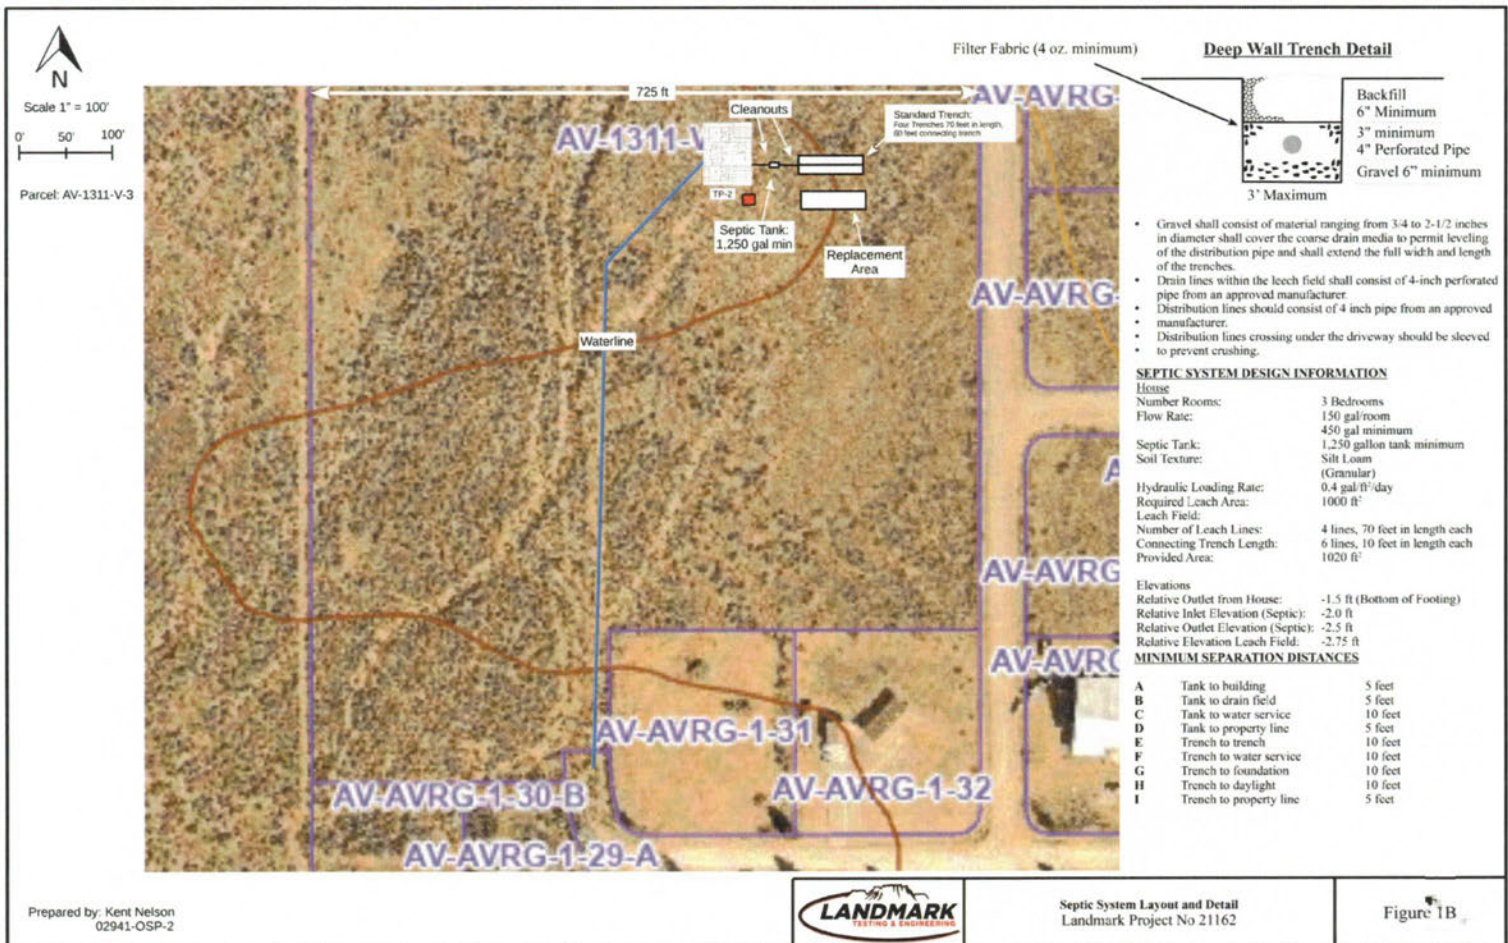 N
Scale 1" = 100'
0' 50' 100'
Parcel: AV-1311-V-3
725 ft
Cleanouts
Standard Trench:
Four Trenches 70 feet in length,
60 feet connecting trench
TP-2
Septic Tank:
1,250 gal min
Replacement
Area
Waterline
AV-1311-V
AV-AVRG-
AV-AVRG-
AV-AVRG
AV-AVRG
AV-AVRG-1-31
AV-AVRG-1-32
AV-AVRG-1-30-B
AV-AVRG-1-29-A
Filter Fabric (4 oz. minimum)
Deep Wall Trench Detail
Backfill
6" Minimum
3" minimum
4" Perforated Pipe
Gravel 6" minimum
3' Maximum
• Gravel shall consist of material ranging from 3/4 to 2-1/2 inches
in diameter shall cover the coarse drain media to permit leveling
of the distribution pipe and shall extend the full width and length
of the trenches.
• Drain lines within the leech field shall consist of 4-inch perforated
pipe from an approved manufacturer.
• Distribution lines should consist of 4 inch pipe from an approved
• manufacturer.
• Distribution lines crossing under the driveway should be sleeved
• to prevent crushing.
SEPTIC SYSTEM DESIGN INFORMATION
House
Number Rooms: 3 Bedrooms
Flow Rate: 150 gal/room
450 gal minimum
Septic Tank: 1,250 gallon tank minimum
Soil Texture: Silt Loam
(Granular)
Hydraulic Loading Rate: 0.4 gal/ft²/day
Required Leach Area: 1000 ft²
Leach Field:
Number of Leach Lines: 4 lines, 70 feet in length each
Connecting Trench Length: 6 lines, 10 feet in length each
Provided Area: 1020 ft²
Elevations
Relative Outlet from House: -1.5 ft (Bottom of Footing)
Relative Inlet Elevation (Septic): -2.0 ft
Relative Outlet Elevation (Septic): -2.5 ft
Relative Elevation Leach Field: -2.75 ft
MINIMUM SEPARATION DISTANCES
A Tank to building 5 feet
B Tank to drain field 5 feet
C Tank to water service 10 feet
D Tank to property line 5 feet
E Trench to trench 10 feet
F Trench to water service 10 feet
G Trench to foundation 10 feet
H Trench to daylight 10 feet
I Trench to property line 5 feet
Prepared by: Kent Nelson
02941-OSP-2
LANDMARK
TESTING & ENGINEERING
Septic System Layout and Detail
Landmark Project No 21162
Figure 1B